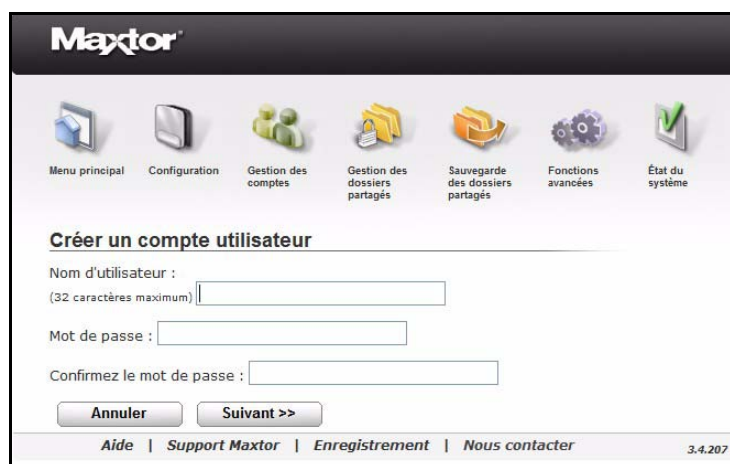 Maxtor
Menu principal
Configuration
Gestion des
comptes
Gestion des
dossiers
partagés
Sauvegarde
des dossiers
partagés
Fonctions
avancées
État du
système
Créer un compte utilisateur
Nom d'utilisateur :
(32 caractères maximum)
Mot de passe :
Confirmez le mot de passe :
Annuler
Suivant >>
Aide | Support Maxtor | Enregistrement | Nous contacter
3.4.207